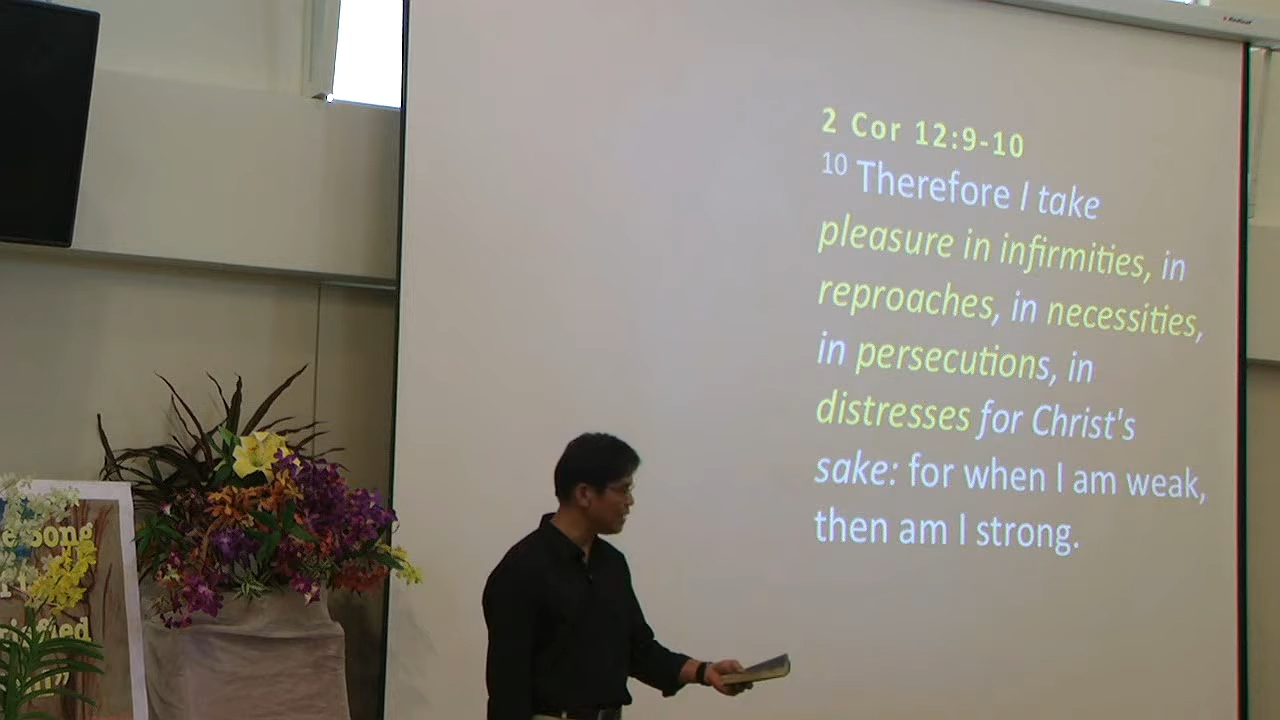 2 Cor 12:9-10
10 Therefore I take
pleasure in infirmities, in
reproaches, in necessities,
in persecutions, in
distresses for Christ's
sake: for when I am weak,
then am I strong.
e Song